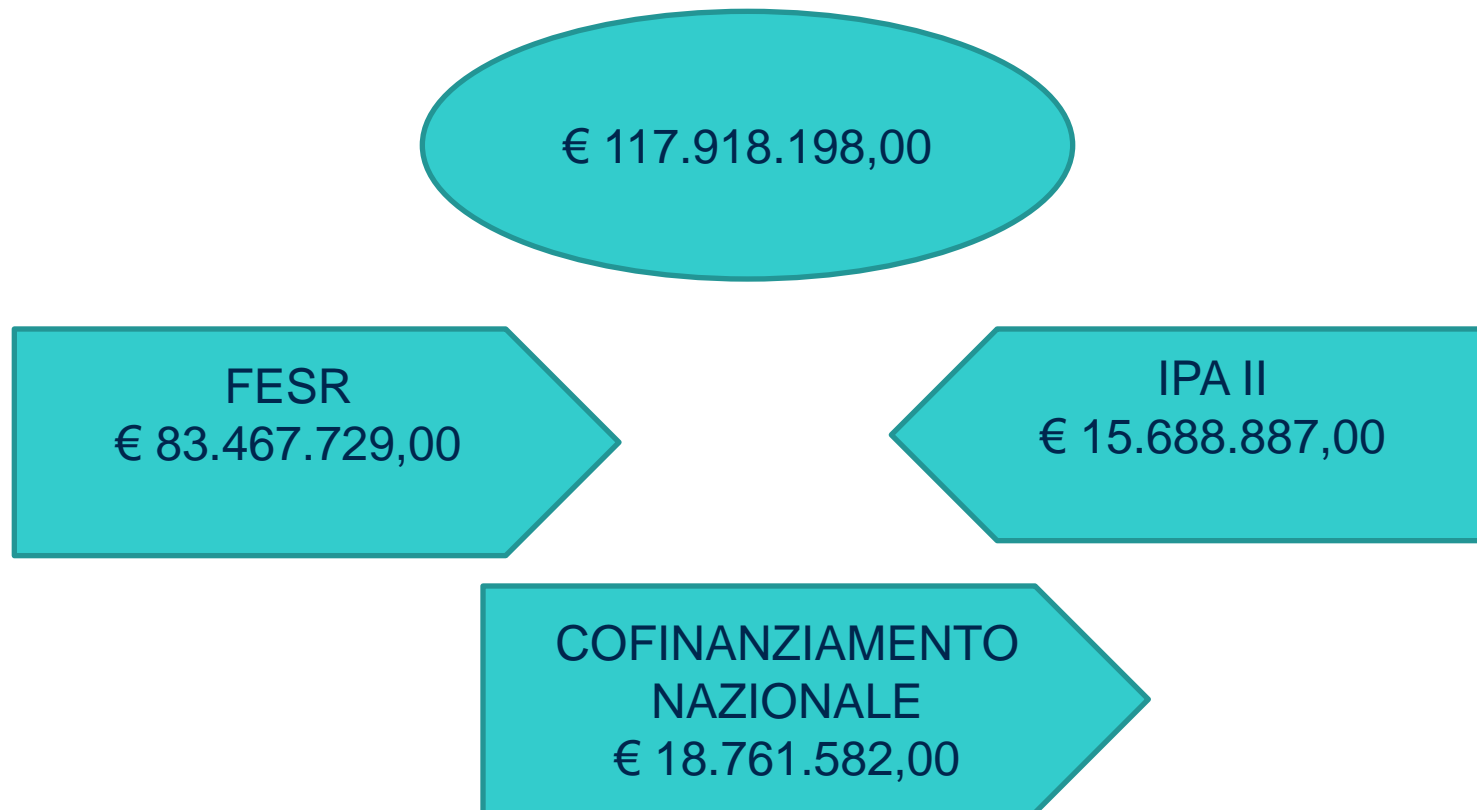 € 117.918.198,00
FESR
€ 83.467.729,00
IPA II
€ 15.688.887,00
COFINANZIAMENTO
NAZIONALE
€ 18.761.582,00